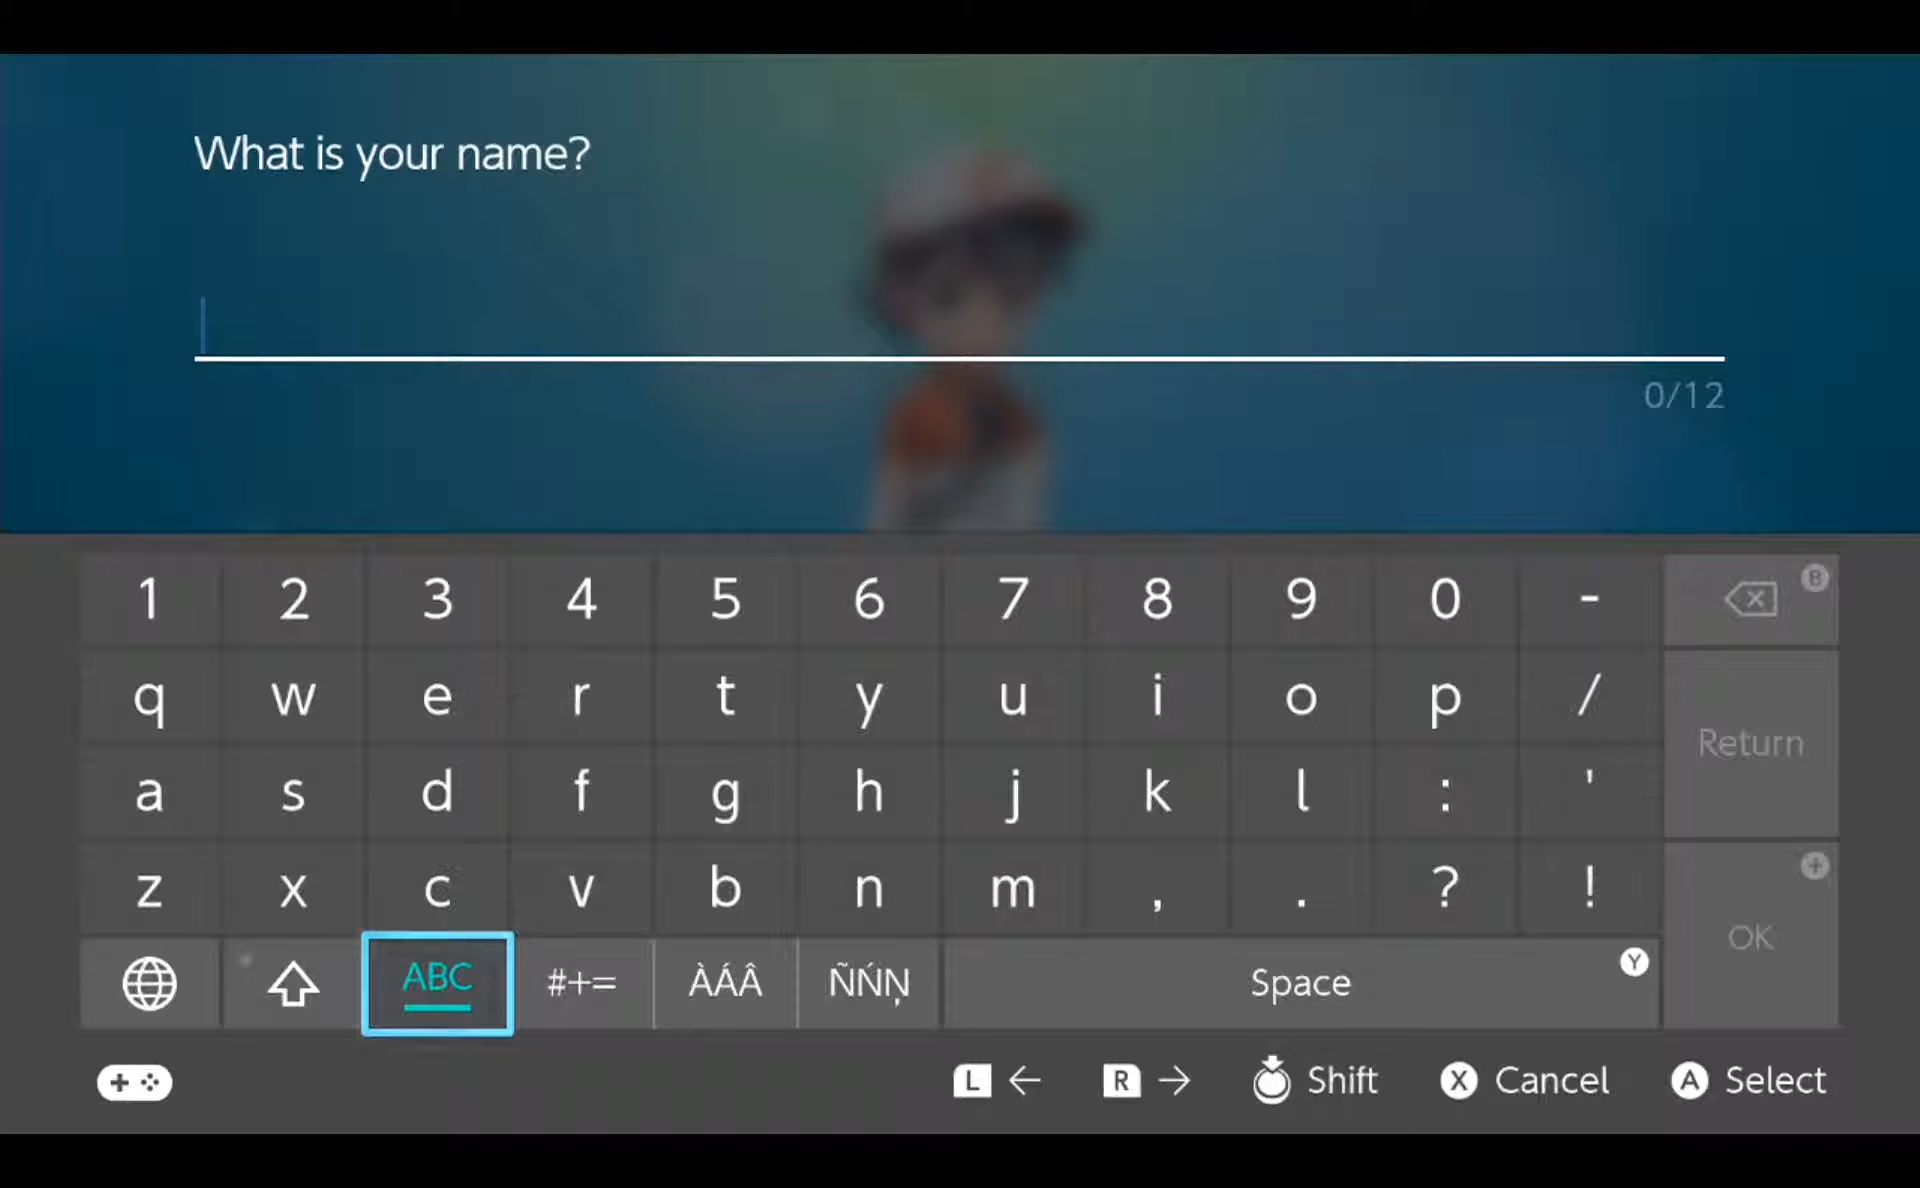 What is your name?
0/12
1 2 3 4 5 6 7 8 9 0 -
B
q w e r t y u i o p /
Return
a s d f g h j k l : '
z x c v b n m , . ? !
OK
ABC #+= ÀÁÂ ÑŃŅ Space Y
L ← R → Shift X Cancel A Select